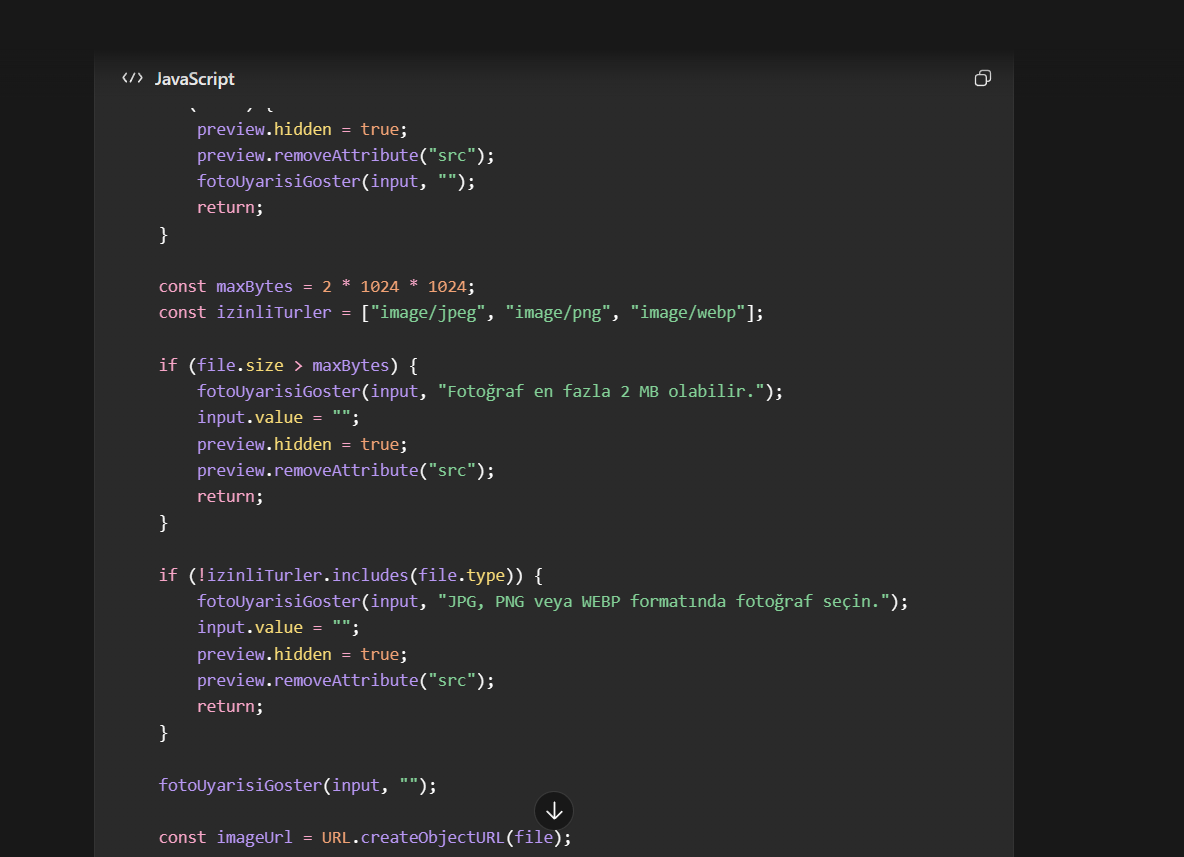 JavaScript
preview.hidden = true;
preview.removeAttribute("src");
fotoUyarisiGoster(input, "");
return;
}
const maxBytes = 2 * 1024 * 1024;
const izinliTurler = ["image/jpeg", "image/png", "image/webp"];
if (file.size > maxBytes) {
fotoUyarisiGoster(input, "Fotoğraf en fazla 2 MB olabilir.");
input.value = "";
preview.hidden = true;
preview.removeAttribute("src");
return;
}
if (!izinliTurler.includes(file.type)) {
fotoUyarisiGoster(input, "JPG, PNG veya WEBP formatında fotoğraf seçin.");
input.value = "";
preview.hidden = true;
preview.removeAttribute("src");
return;
}
fotoUyarisiGoster(input, "");
const imageUrl = URL.createObjectURL(file);